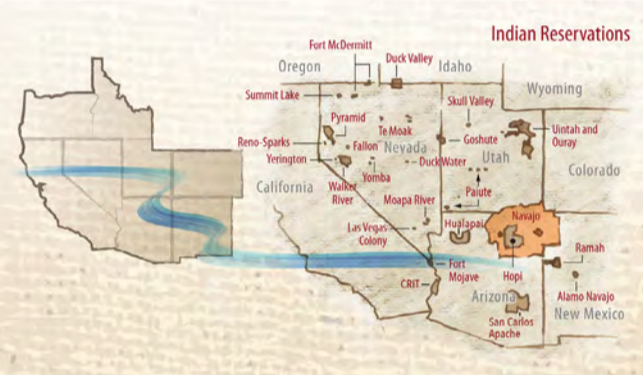 Indian Reservations
Fort McDermitt
Duck Valley
Oregon
Idaho
Wyoming
Summit Lake
Skull Valley
Pyramid
Te Moak
Uintah and
Ouray
Reno-Sparks
Fallon
Nevada
Goshute
Yerington
Duck Water
Utah
Colorado
California
Walker
River
Yomba
Paiute
Moapa River
Navajo
Las Vegas
Colony
Hualapai
Ramah
Fort
Mojave
Hopi
CRIT
Arizona
Alamo Navajo
New Mexico
San Carlos
Apache